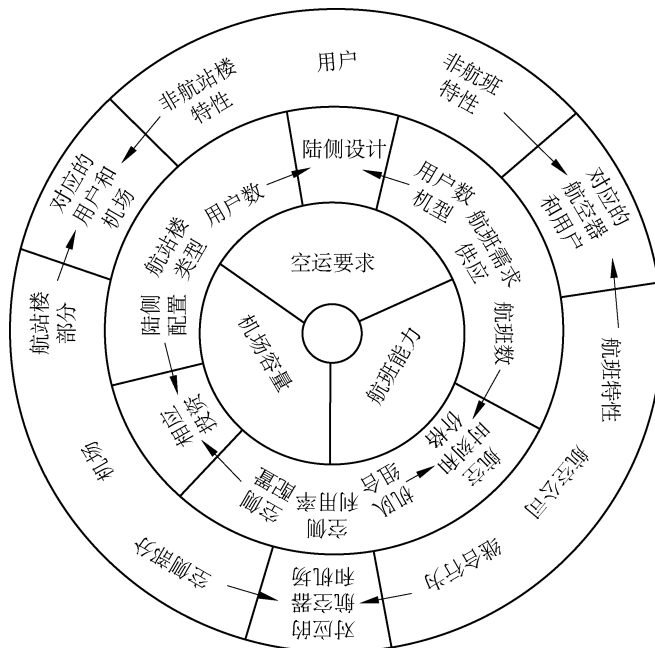 用户
非航站楼
特性
非航班
特性
对应的
用户和
机场
对应的
航空器
和用户
航站楼
部分
航班特性
机场
航空公司
空侧部分
继合行为
对应的
航空器
和机场
陆侧设计
用户数
用户数
机型
航站楼
类型
航班需求
供应
陆侧
配置
航班数
相应
投资
航空
时刻和
价格
空侧
配置
空侧
利用率
机队
组合
空运要求
机场容量
航班能力